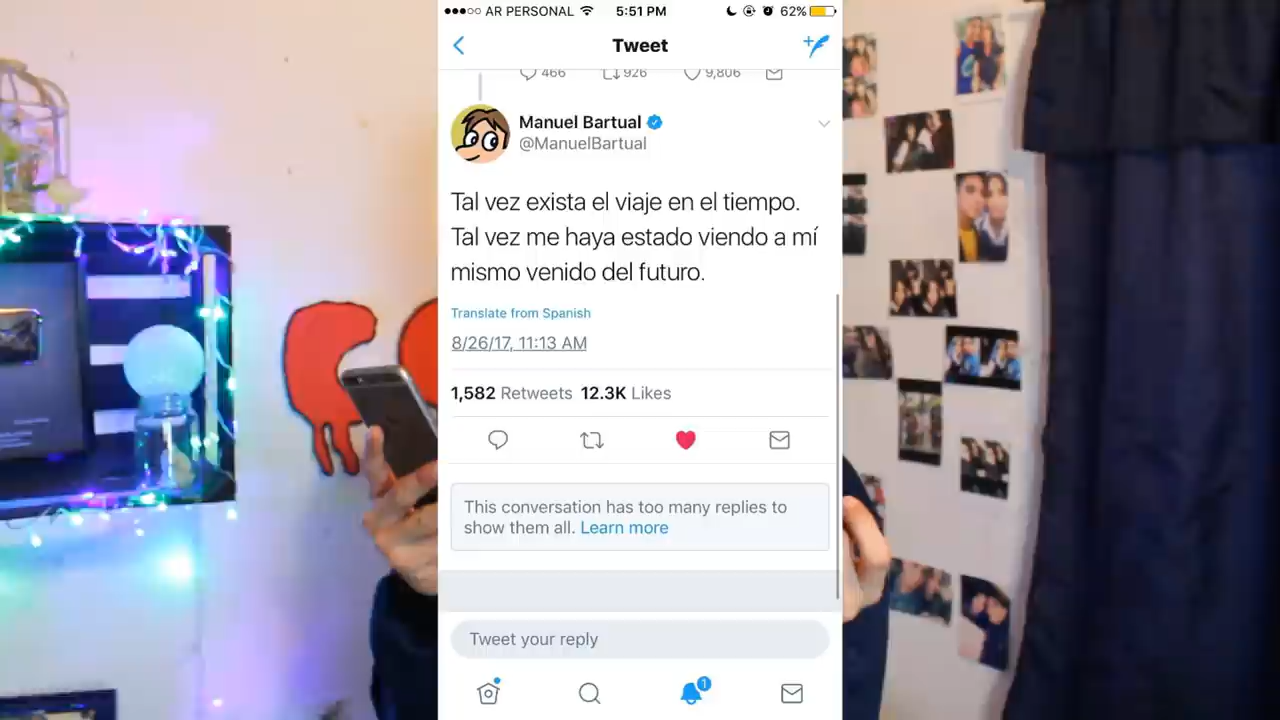 AR PERSONAL 5:51 PM 62%
Tweet
466 926 9,806
Manuel Bartual
@ManuelBartual
Tal vez exista el viaje en el tiempo.
Tal vez me haya estado viendo a mí
mismo venido del futuro.
Translate from Spanish
8/26/17, 11:13 AM
1,582 Retweets 12.3K Likes
This conversation has too many replies to
show them all. Learn more
Tweet your reply
1